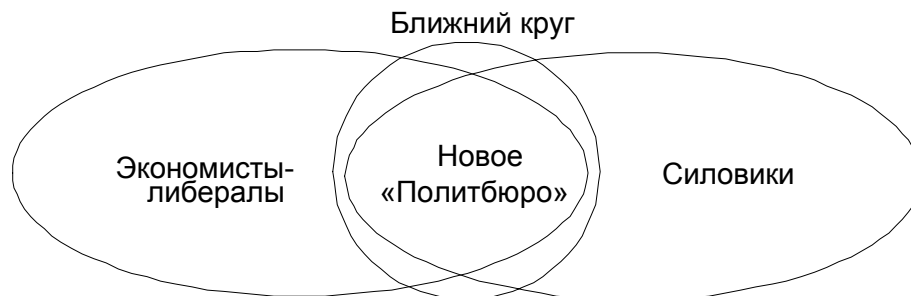 Ближний круг
Экономисты-
либералы
Новое
«Политбюро»
Силовики